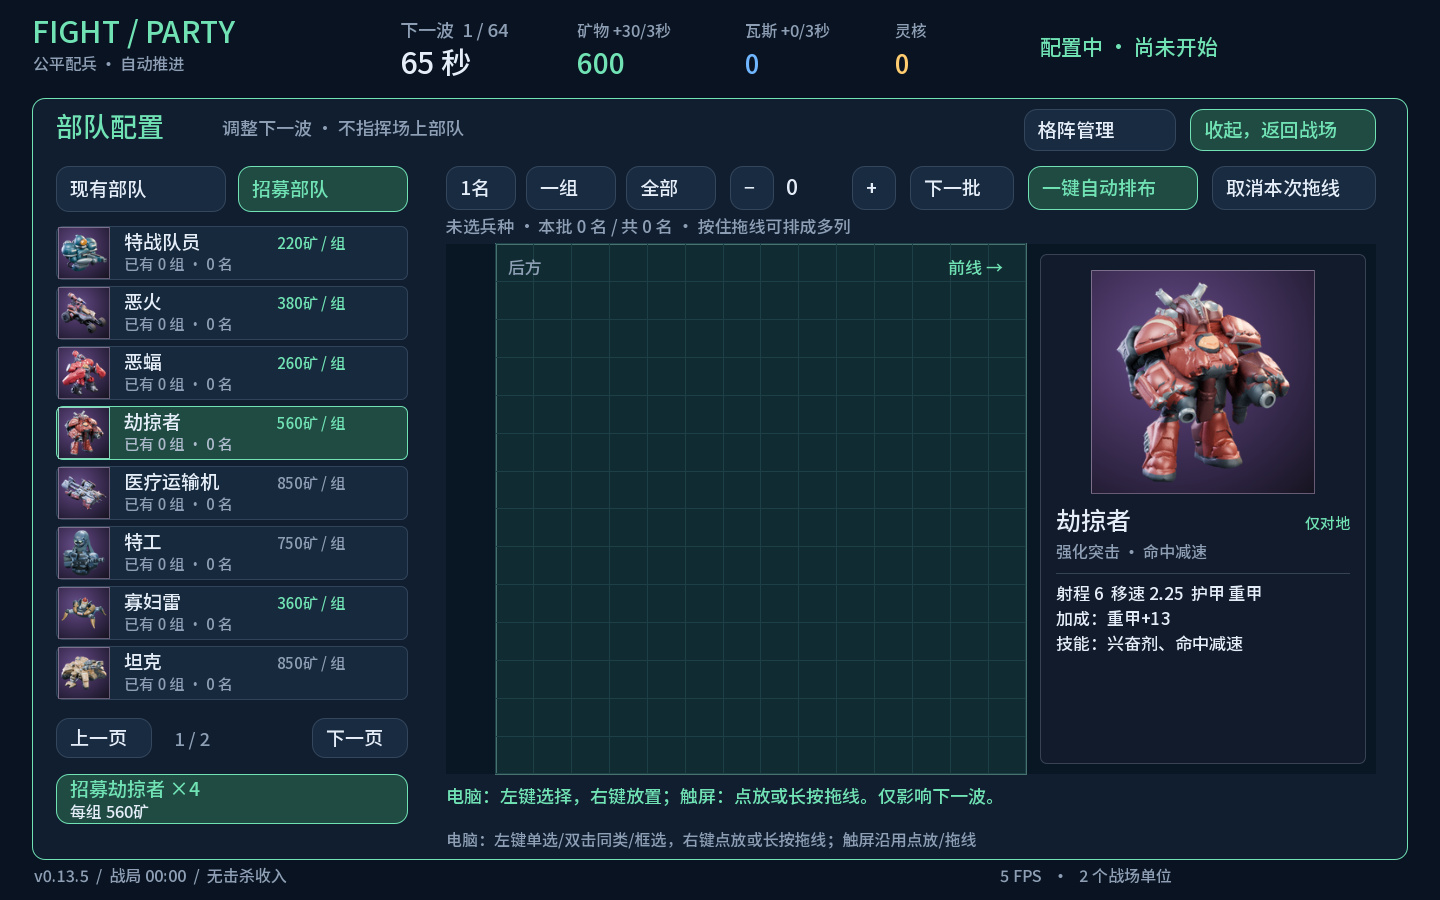 FIGHT / PARTY
公平配兵 • 自动推进
下一波 1 / 64
65 秒
矿物 +30/3秒
600
瓦斯 +0/3秒
0
灵核
0
配置中 • 尚未开始
部队配置
调整下一波 • 不指挥场上部队
格阵管理
收起，返回战场
现有部队
招募部队
1名
一组
全部
−
0
+
下一批
一键自动排布
取消本次拖线
未选兵种 • 本批 0 名 / 共 0 名 • 按住拖线可排成多列
特战队员
220矿 / 组
已有 0 组 • 0 名
恶火
380矿 / 组
已有 0 组 • 0 名
恶蝠
260矿 / 组
已有 0 组 • 0 名
劫掠者
560矿 / 组
已有 0 组 • 0 名
医疗运输机
850矿 / 组
已有 0 组 • 0 名
特工
750矿 / 组
已有 0 组 • 0 名
寡妇雷
360矿 / 组
已有 0 组 • 0 名
坦克
850矿 / 组
已有 0 组 • 0 名
上一页
1 / 2
下一页
招募劫掠者 ×4
每组 560矿
后方
前线 →
劫掠者
仅对地
强化突击 • 命中减速
射程 6 移速 2.25 护甲 重甲
加成：重甲+13
技能：兴奋剂、命中减速
电脑：左键选择，右键放置；触屏：点放或长按拖线。仅影响下一波。
电脑：左键单选/双击同类/框选，右键点放或长按拖线；触屏沿用点放/拖线
v0.13.5 / 战局 00:00 / 无击杀收入
5 FPS • 2 个战场单位